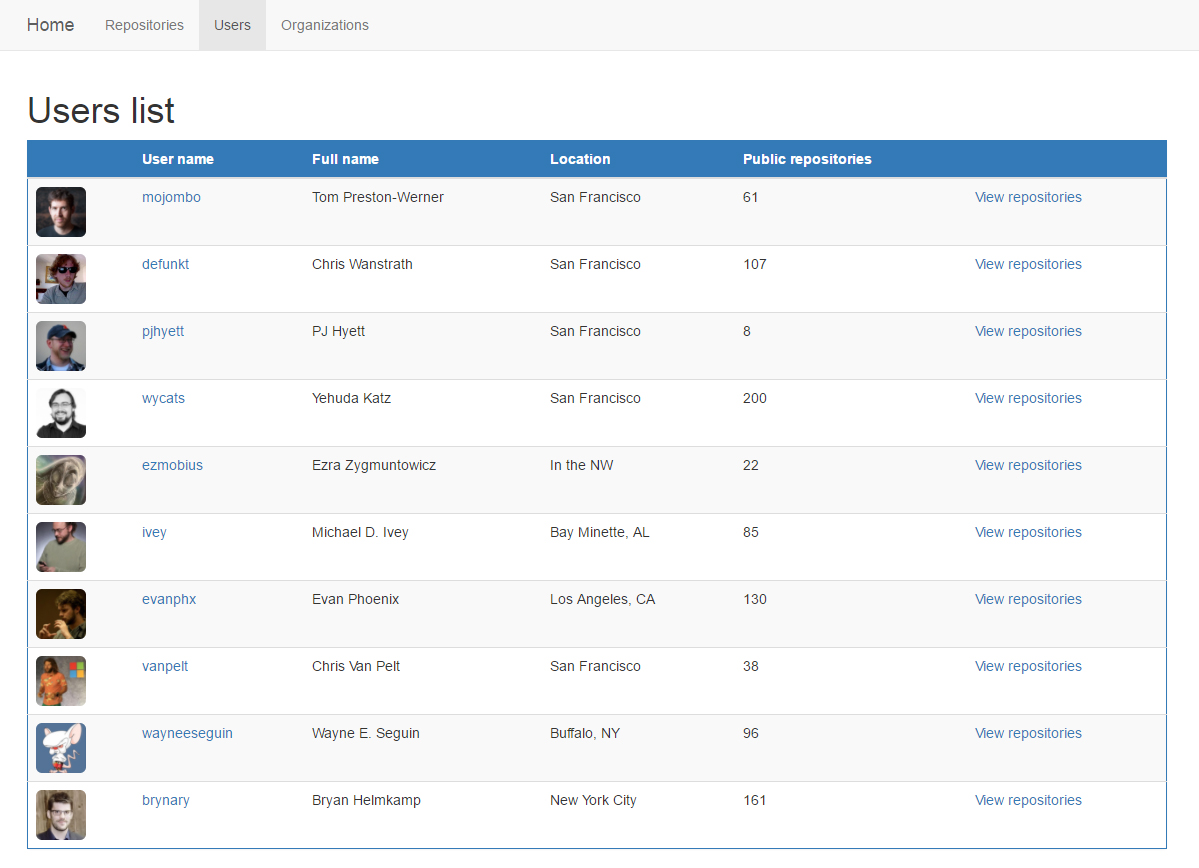 Home Repositories Users Organizations
Users list
User name Full name Location Public repositories
mojombo Tom Preston-Werner San Francisco 61 View repositories
defunkt Chris Wanstrath San Francisco 107 View repositories
pjhyett PJ Hyett San Francisco 8 View repositories
wycats Yehuda Katz San Francisco 200 View repositories
ezmobius Ezra Zygmuntowicz In the NW 22 View repositories
ivey Michael D. Ivey Bay Minette, AL 85 View repositories
evanphx Evan Phoenix Los Angeles, CA 130 View repositories
vanpelt Chris Van Pelt San Francisco 38 View repositories
wayneeseguin Wayne E. Seguin Buffalo, NY 96 View repositories
brynary Bryan Helmkamp New York City 161 View repositories